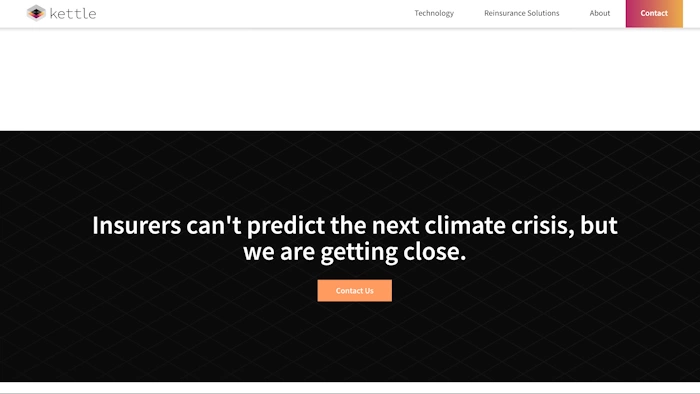 kettle
Technology
Reinsurance Solutions
About
Contact
Insurers can't predict the next climate crisis, but
we are getting close.
Contact Us